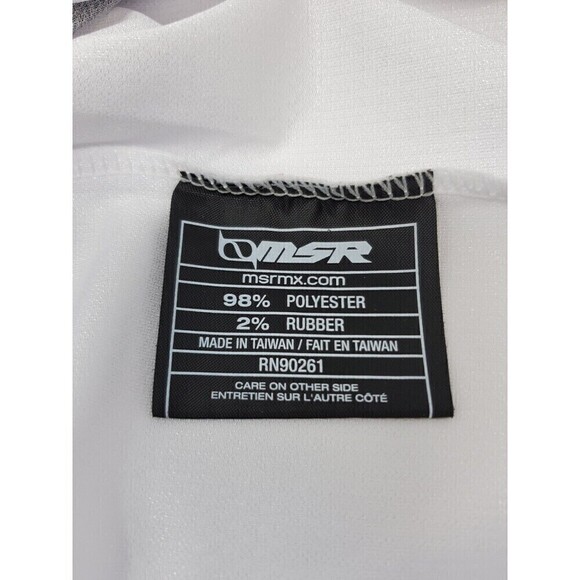 MSR
msrmx.com
98% POLYESTER
2% RUBBER
MADE IN TAIWAN / FAIT EN TAIWAN
RN90261
CARE ON OTHER SIDE
ENTRETIEN SUR L'AUTRE CÔTÉ